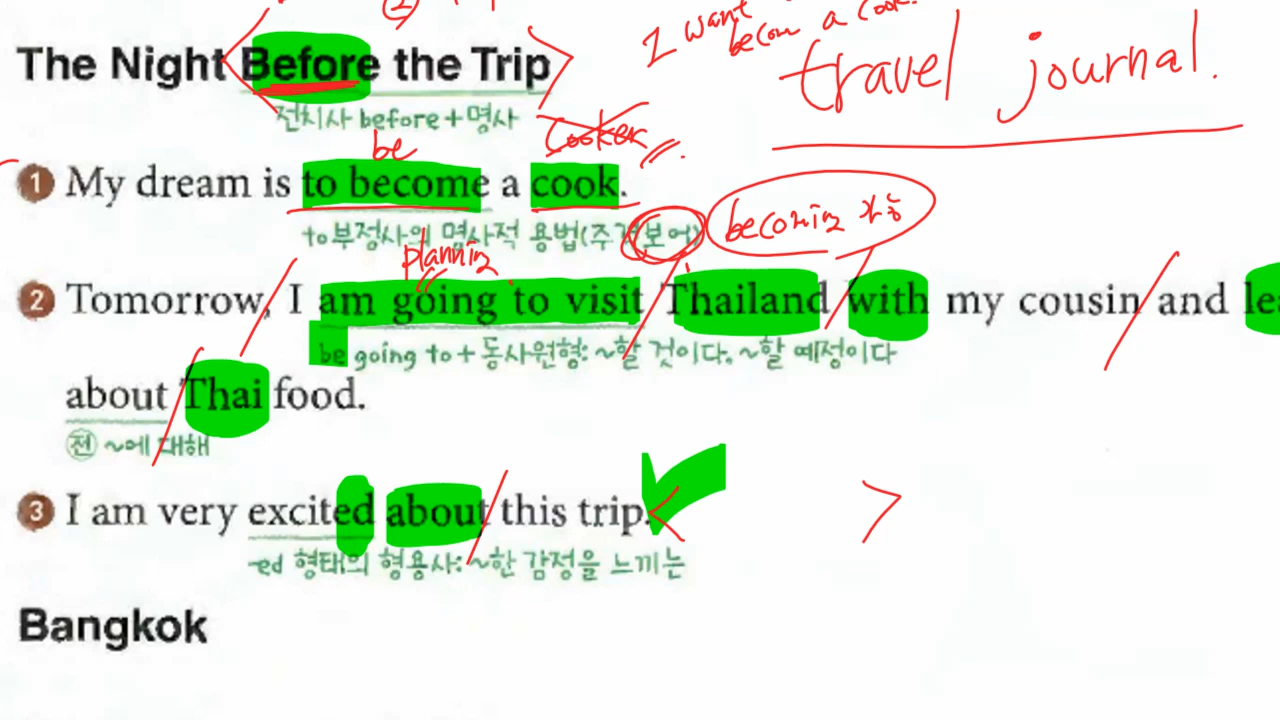 I want
become a cook.
travel journal.
The Night Before the Trip
전치사 before+명사
be
Cooker
1 My dream is to become a cook.
to부정사의 명사적 용법(주격보어)
becoming 가능
planning
2 Tomorrow, I am going to visit Thailand with my cousin and
be going to+동사원형: ~할 것이다, ~할 예정이다
about Thai food.
전 ~에 대해
3 I am very excited about this trip.
-ed 형태의 형용사: ~한 감정을 느끼는
Bangkok